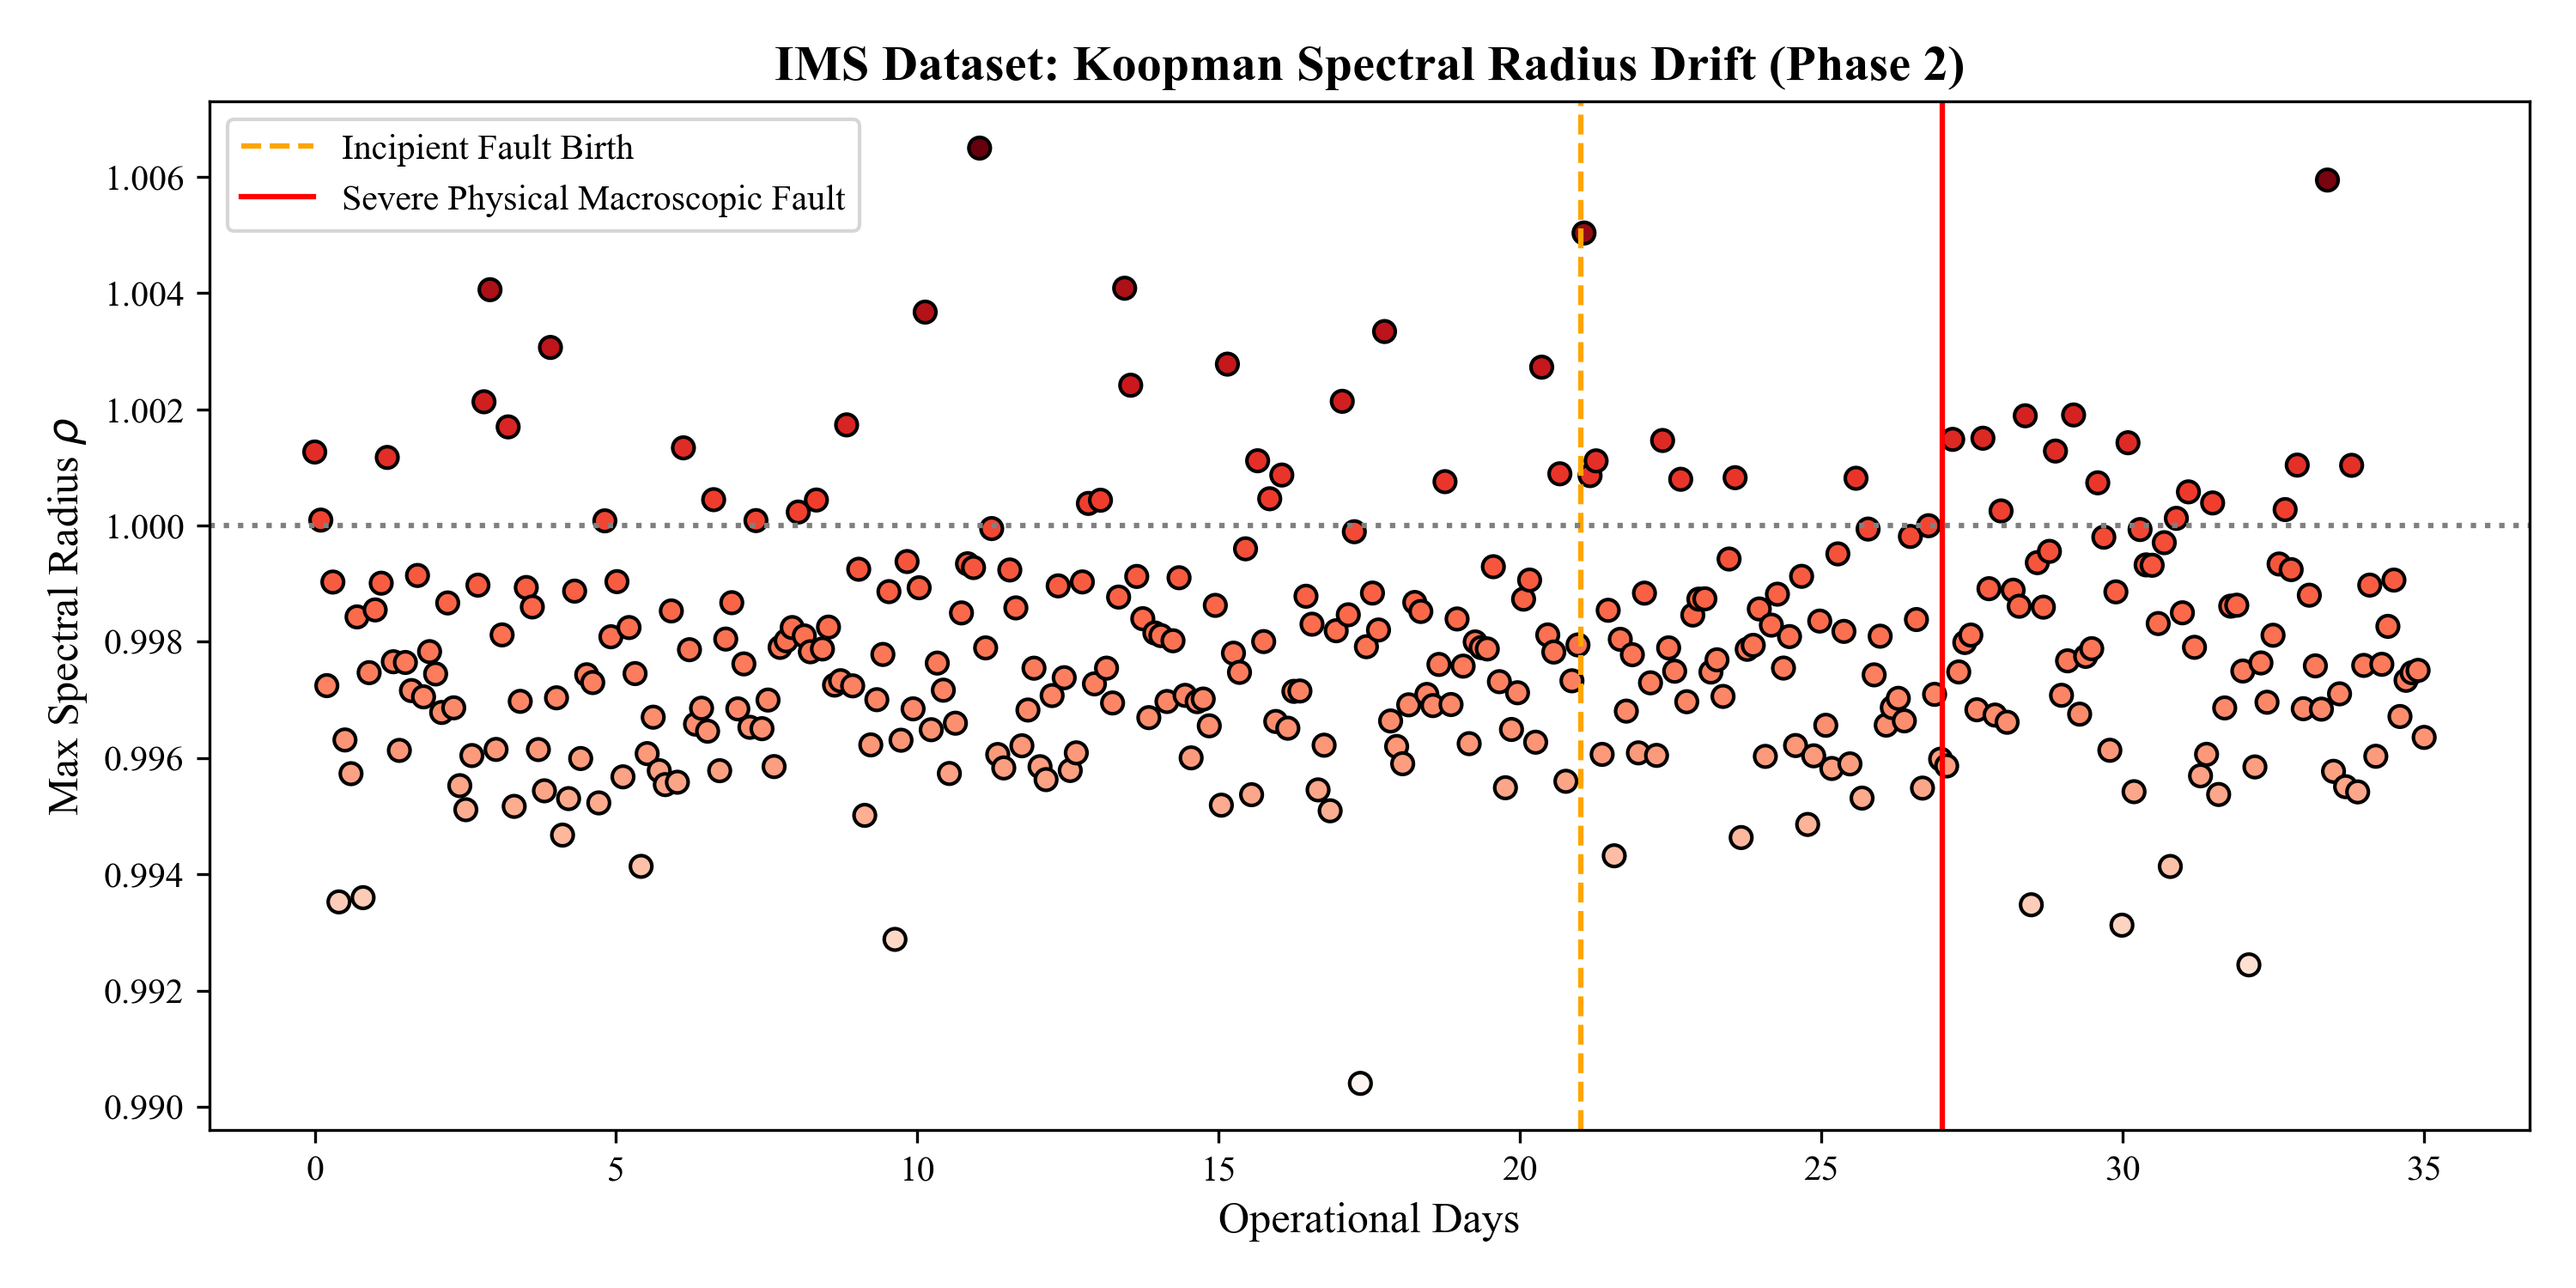 IMS Dataset: Koopman Spectral Radius Drift (Phase 2)
Incipient Fault Birth
Severe Physical Macroscopic Fault
Max Spectral Radius ρ
1.006
1.004
1.002
1.000
0.998
0.996
0.994
0.992
0.990
0 5 10 15 20 25 30 35
Operational Days